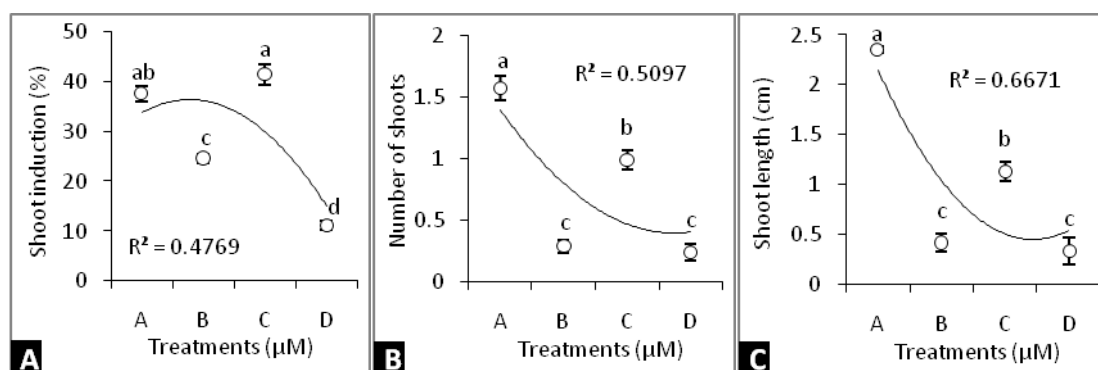 50
40
30
20
10
0
Shoot induction (%)
ab
c
a
d
R² = 0.4769
A B C D
Treatments (µM)
A
2
1.5
1
0.5
0
Number of shoots
a
R² = 0.5097
b
c
c
A B C D
Treatments (µM)
B
2.5
2
1.5
1
0.5
0
Shoot length (cm)
a
R² = 0.6671
b
c
c
A B C D
Treatments (µM)
C